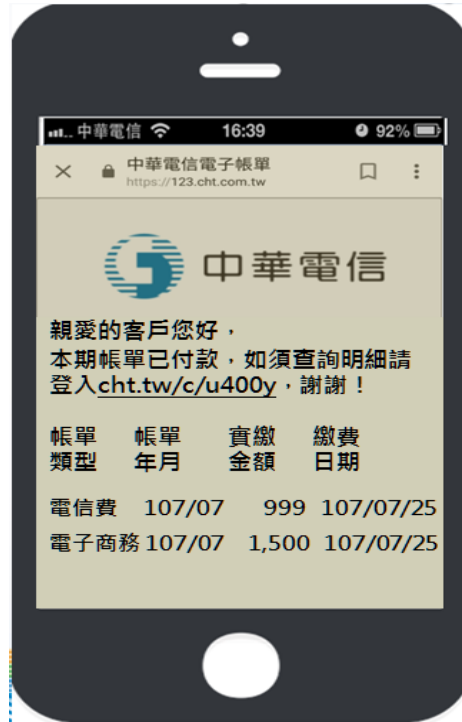 中華電信 16:39 92%
中華電信電子帳單
https://123.cht.com.tw
中華電信
親愛的客戶您好，
本期帳單已付款，如須查詢明細請
登入cht.tw/c/u400y，謝謝！
帳單 帳單 實繳 繳費
類型 年月 金額 日期
電信費 107/07 999 107/07/25
電子商務 107/07 1,500 107/07/25